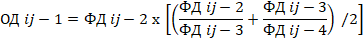 ОД ij − 1 = ФД ij − 2 х [(ФД ij − 2 / ФД ij − 3 + ФД ij − 3 / ФД ij − 4) /2]